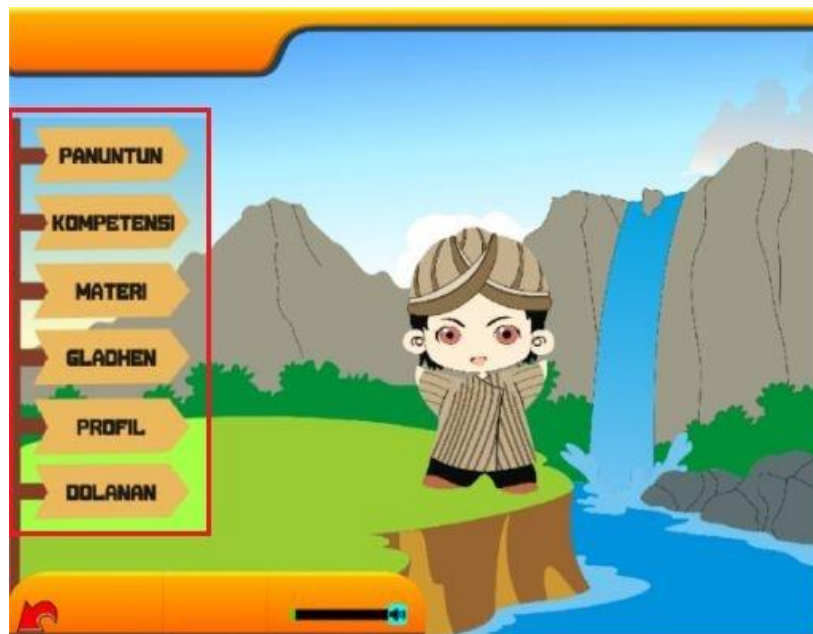 PANUNTUN
KOMPETENSI
MATERI
GLADHEN
PROFIL
DOLANAN